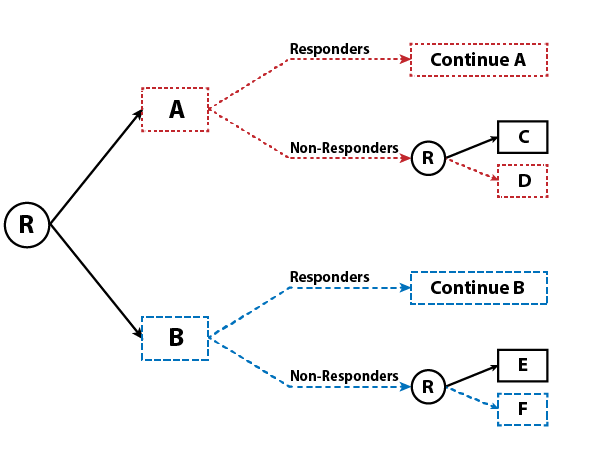 R
A
Responders
Continue A
Non-Responders
R
C
D
B
Responders
Continue B
Non-Responders
R
E
F